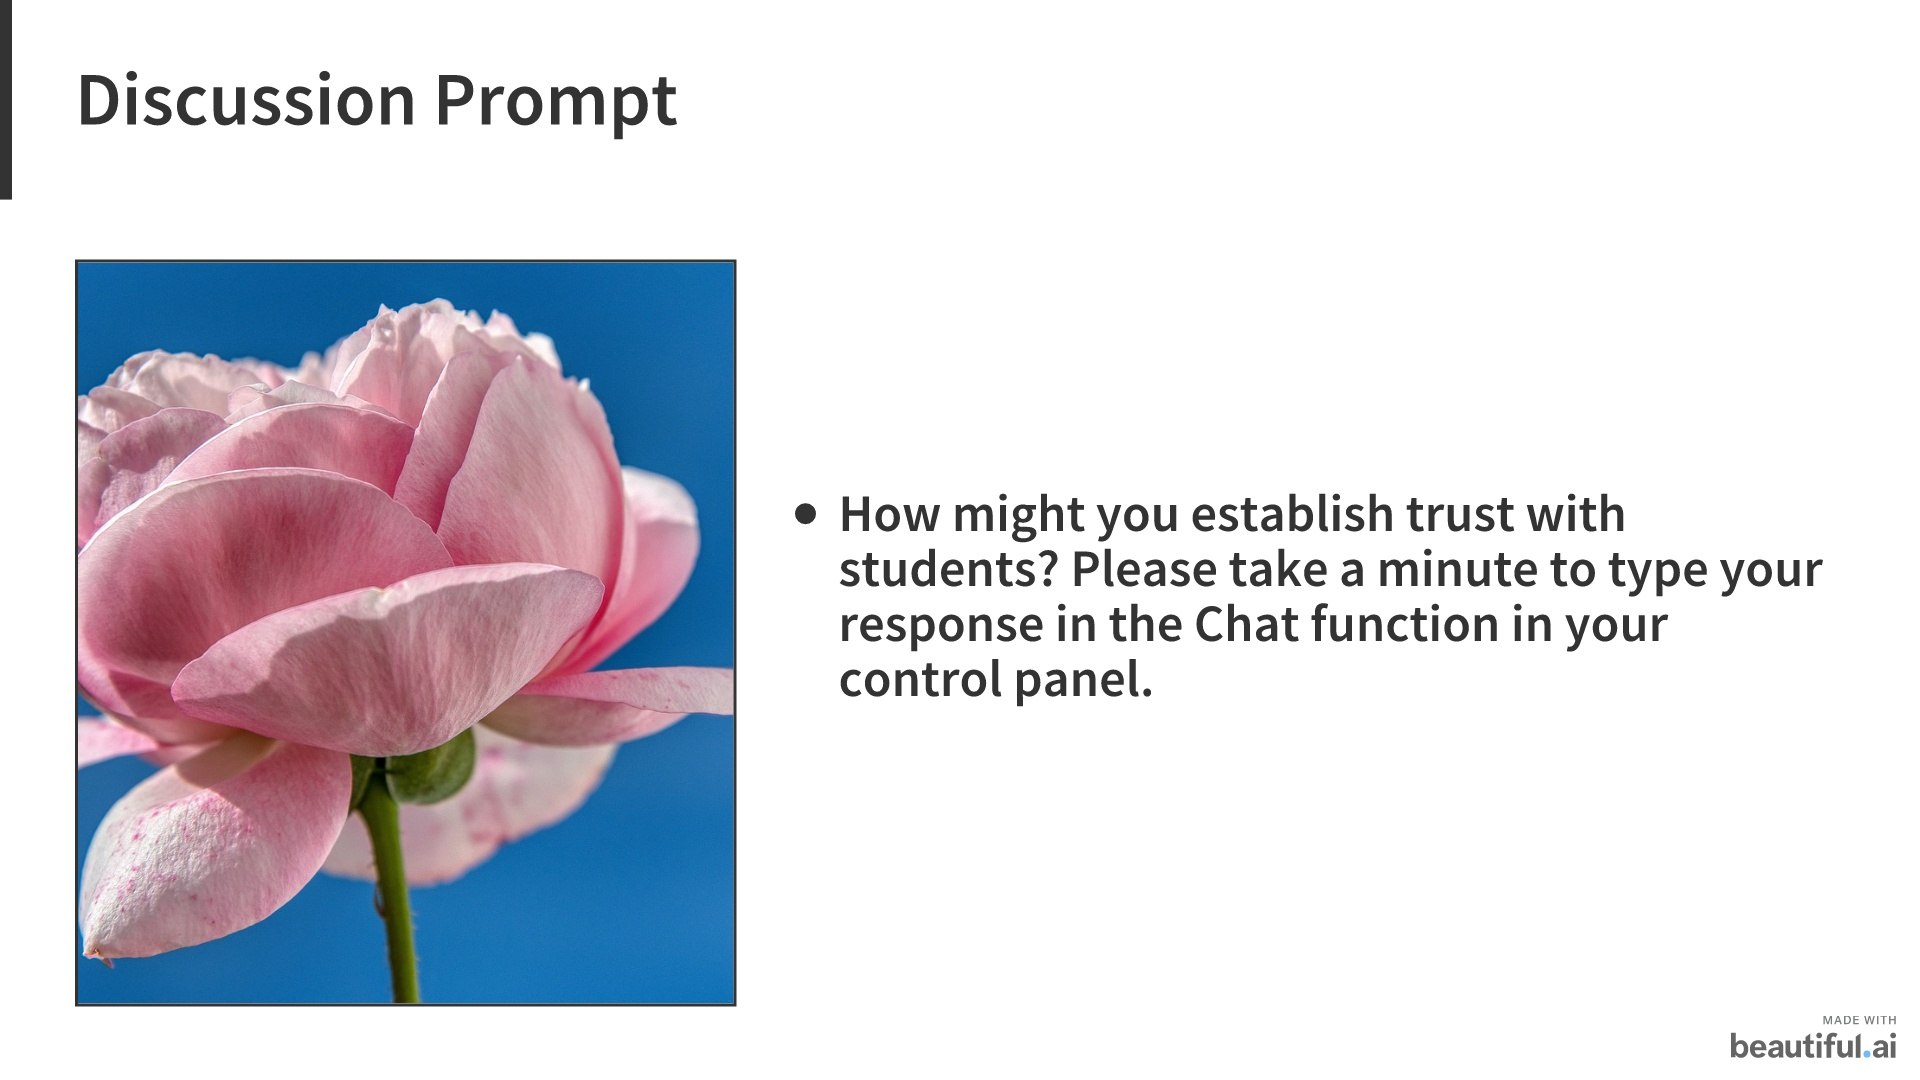 Discussion Prompt
● How might you establish trust with
students? Please take a minute to type your
response in the Chat function in your
control panel.
MADE WITH
beautiful.ai